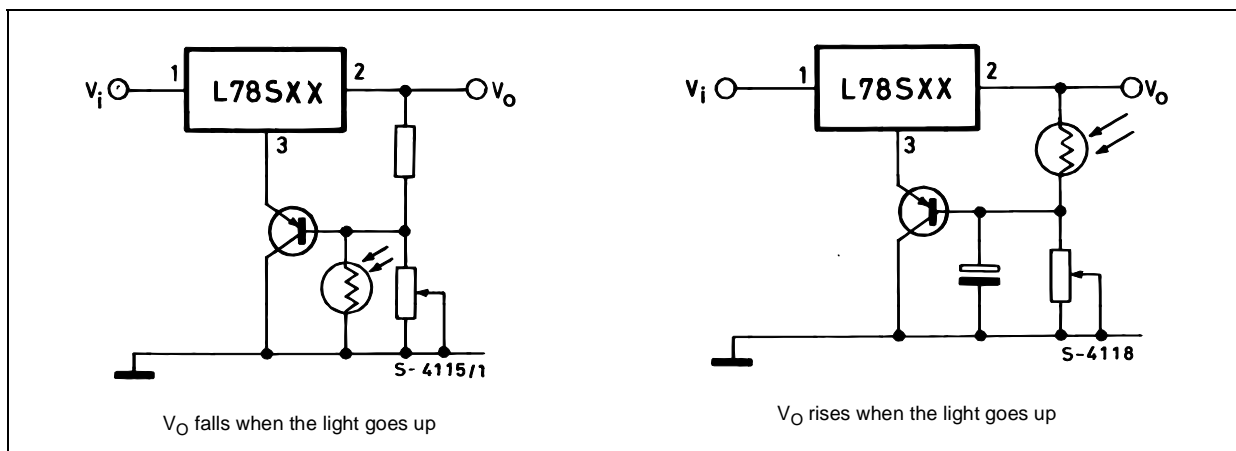 1
L78SXX
2
Vi
VO
3
S-4115/1
VO falls when the light goes up
1
L78SXX
2
Vi
VO
3
S-4118
VO rises when the light goes up